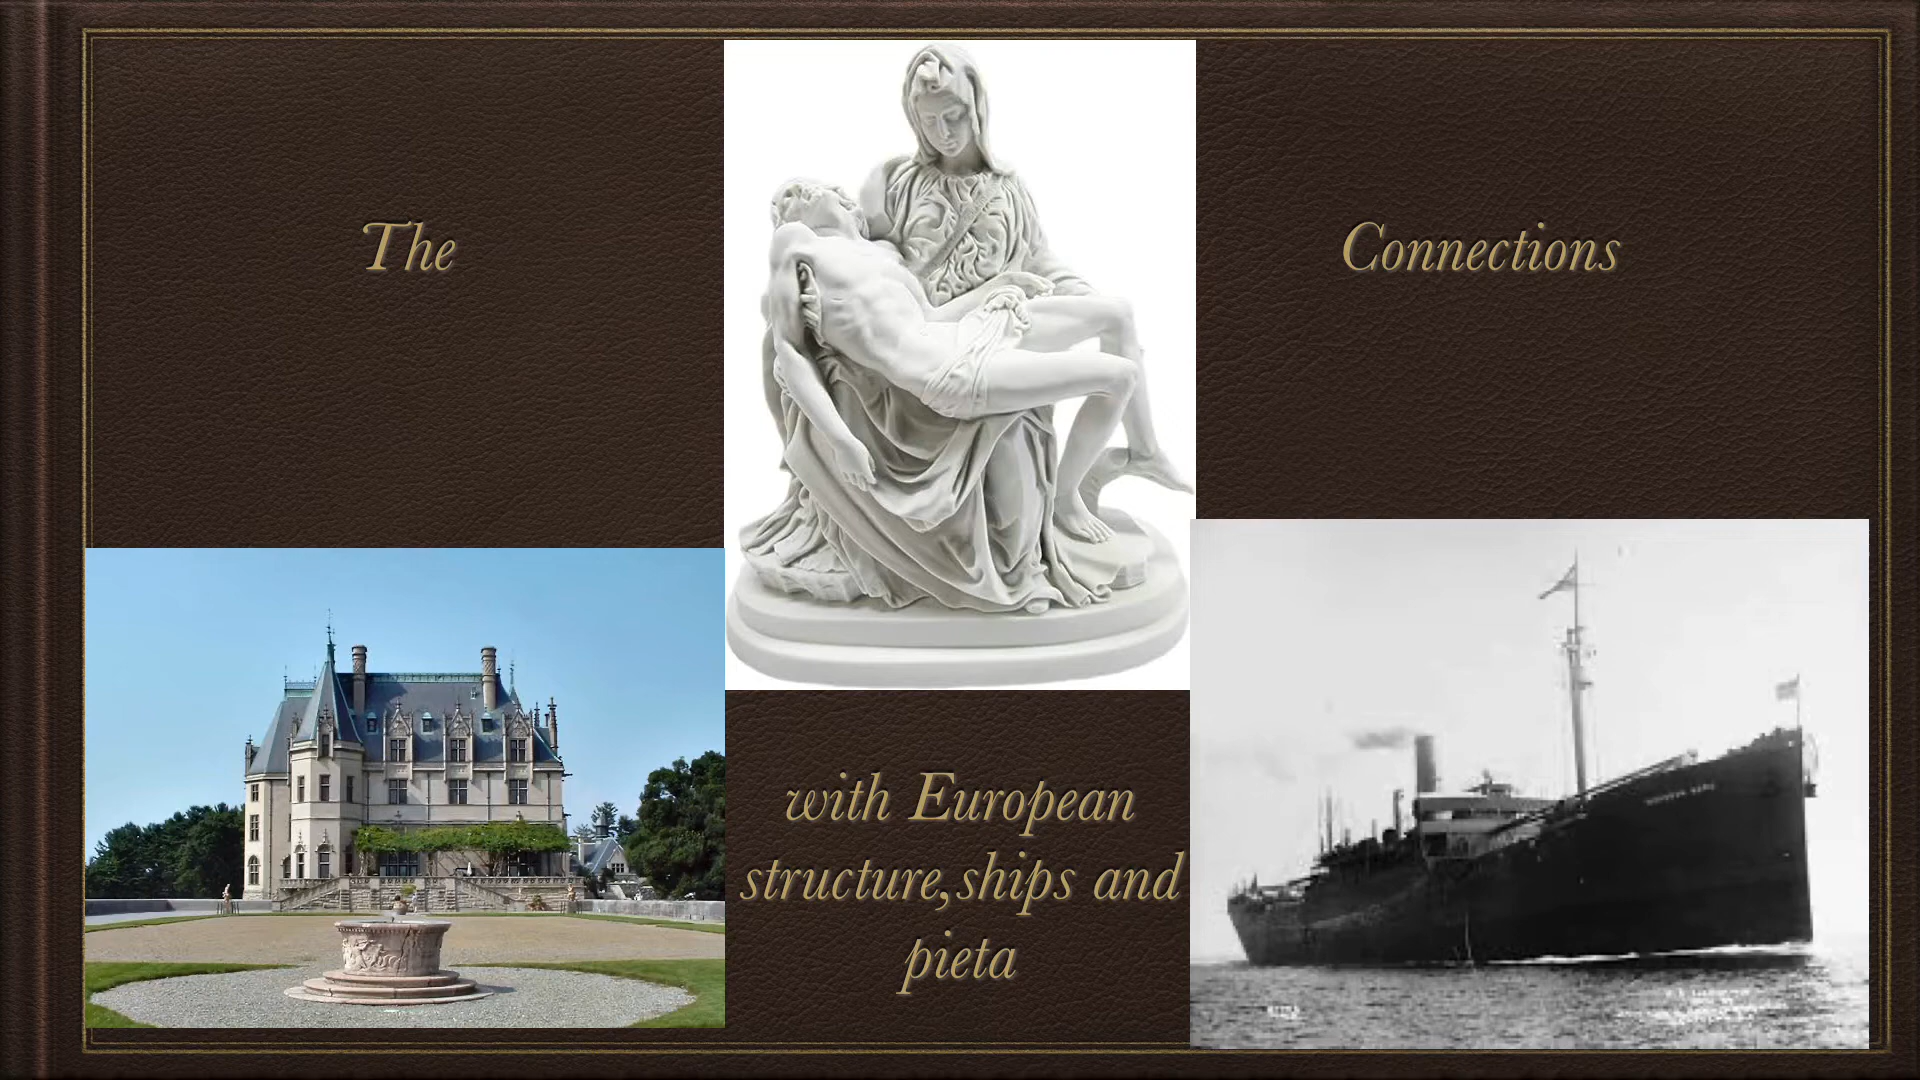 The
Connections
with European
structure,ships and
pieta